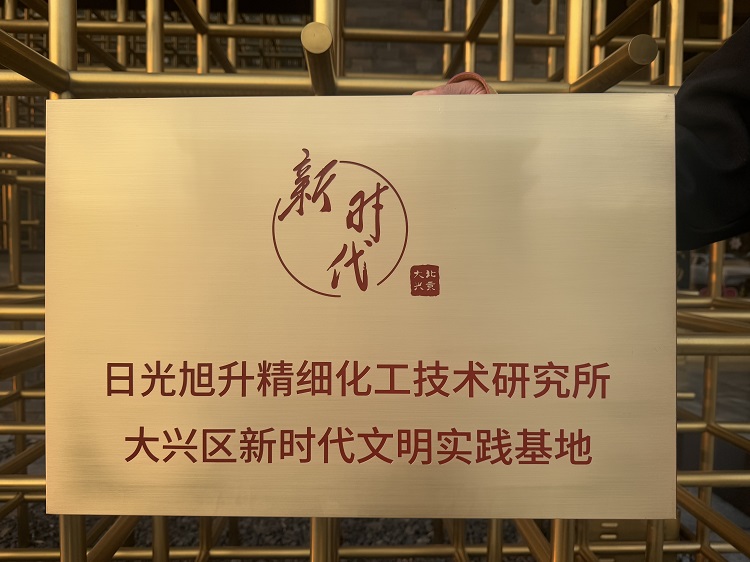 新时代
北京
大兴
日光旭升精细化工技术研究所
大兴区新时代文明实践基地